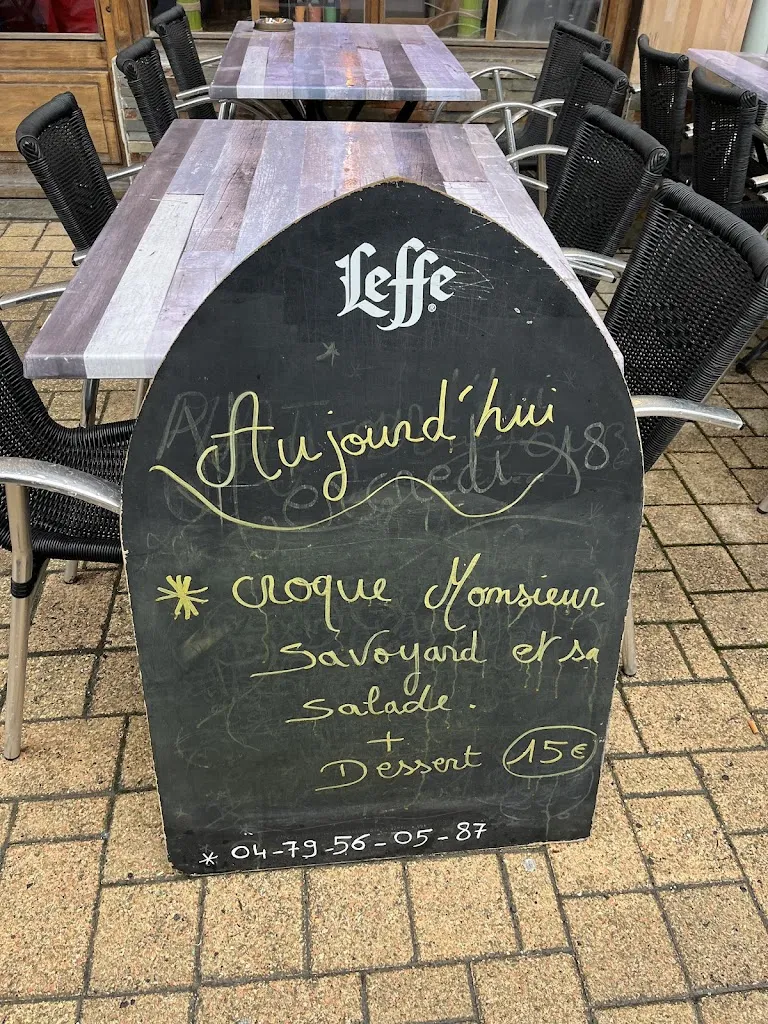 Leffe
Aujourd'hui
* croque Monsieur
Savoyard et sa
Salade.
+
Dessert 15€
* 04-79-56-05-87